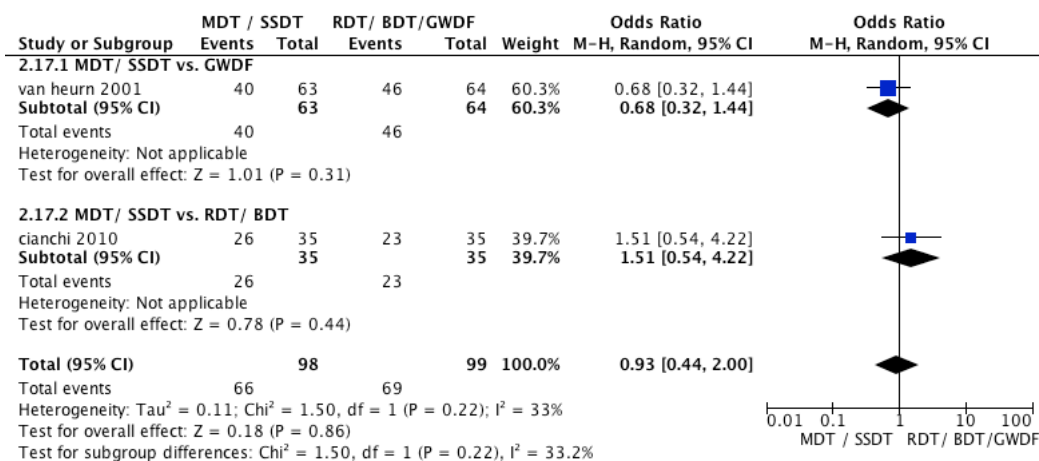 MDT / SSDT RDT/ BDT/GWDF Odds Ratio Odds Ratio
Study or Subgroup Events Total Events Total Weight M-H, Random, 95% CI M-H, Random, 95% CI
2.17.1 MDT/ SSDT vs. GWDF
van heurn 2001 40 63 46 64 60.3% 0.68 [0.32, 1.44]
Subtotal (95% CI) 63 64 60.3% 0.68 [0.32, 1.44]
Total events 40 46
Heterogeneity: Not applicable
Test for overall effect: Z = 1.01 (P = 0.31)
2.17.2 MDT/ SSDT vs. RDT/ BDT
cianchi 2010 26 35 23 35 39.7% 1.51 [0.54, 4.22]
Subtotal (95% CI) 35 35 39.7% 1.51 [0.54, 4.22]
Total events 26 23
Heterogeneity: Not applicable
Test for overall effect: Z = 0.78 (P = 0.44)
Total (95% CI) 98 99 100.0% 0.93 [0.44, 2.00]
Total events 66 69
Heterogeneity: Tau² = 0.11; Chi² = 1.50, df = 1 (P = 0.22); I² = 33%
Test for overall effect: Z = 0.18 (P = 0.86)
Test for subgroup differences: Chi² = 1.50, df = 1 (P = 0.22), I² = 33.2%
0.01 0.1 1 10 100
MDT / SSDT RDT/ BDT/GWDF